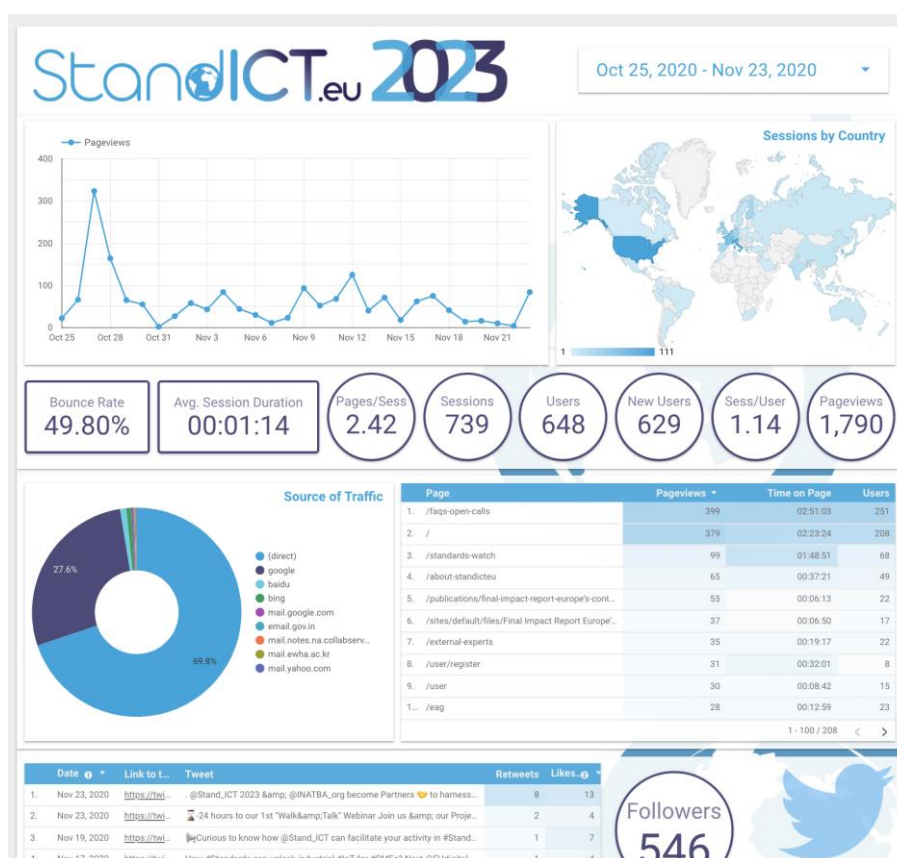 StandICT.eu 2023
Oct 25, 2020 - Nov 23, 2020
Pageviews
400
300
200
100
0
Oct 25 Oct 28 Oct 31 Nov 3 Nov 6 Nov 9 Nov 12 Nov 15 Nov 18 Nov 21
Sessions by Country
1 111
Bounce Rate
49.80%
Avg. Session Duration
00:01:14
Pages/Sess
2.42
Sessions
739
Users
648
New Users
629
Sess/User
1.14
Pageviews
1,790
Source of Traffic
27.6%
69.8%
(direct)
google
baidu
bing
mail.google.com
email.gov.in
mail.notes.na.collabserv...
mail.ewha.ac.kr
mail.yahoo.com
Page Pageviews Time on Page Users
1. /faqs-open-calls 399 02:51:03 251
2. / 379 02:23:24 208
3. /standards-watch 99 01:48:51 68
4. /about-standicteu 65 00:37:21 49
5. /publications/final-impact-report-europe's-cont... 55 00:06:13 22
6. /sites/default/files/Final Impact Report Europe'... 37 00:06:50 17
7. /external-experts 35 00:19:17 22
8. /user/register 31 00:32:01 8
9. /user 30 00:08:42 15
1... /eag 28 00:12:59 23
1 - 100 / 208
Date Link to t... Tweet Retweets Likes..
1. Nov 23, 2020 https://twi... . @Stand_ICT 2023 &amp; @INATBA_org become Partners 🤝 to harness... 8 13
2. Nov 23, 2020 https://twi... ⏳-24 hours to our 1st "Walk&amp;Talk" Webinar Join us &amp; our Proje... 2 4
3. Nov 19, 2020 https://twi... Curious to know how @Stand_ICT can facilitate your activity in #Stand... 1 7
Followers
546